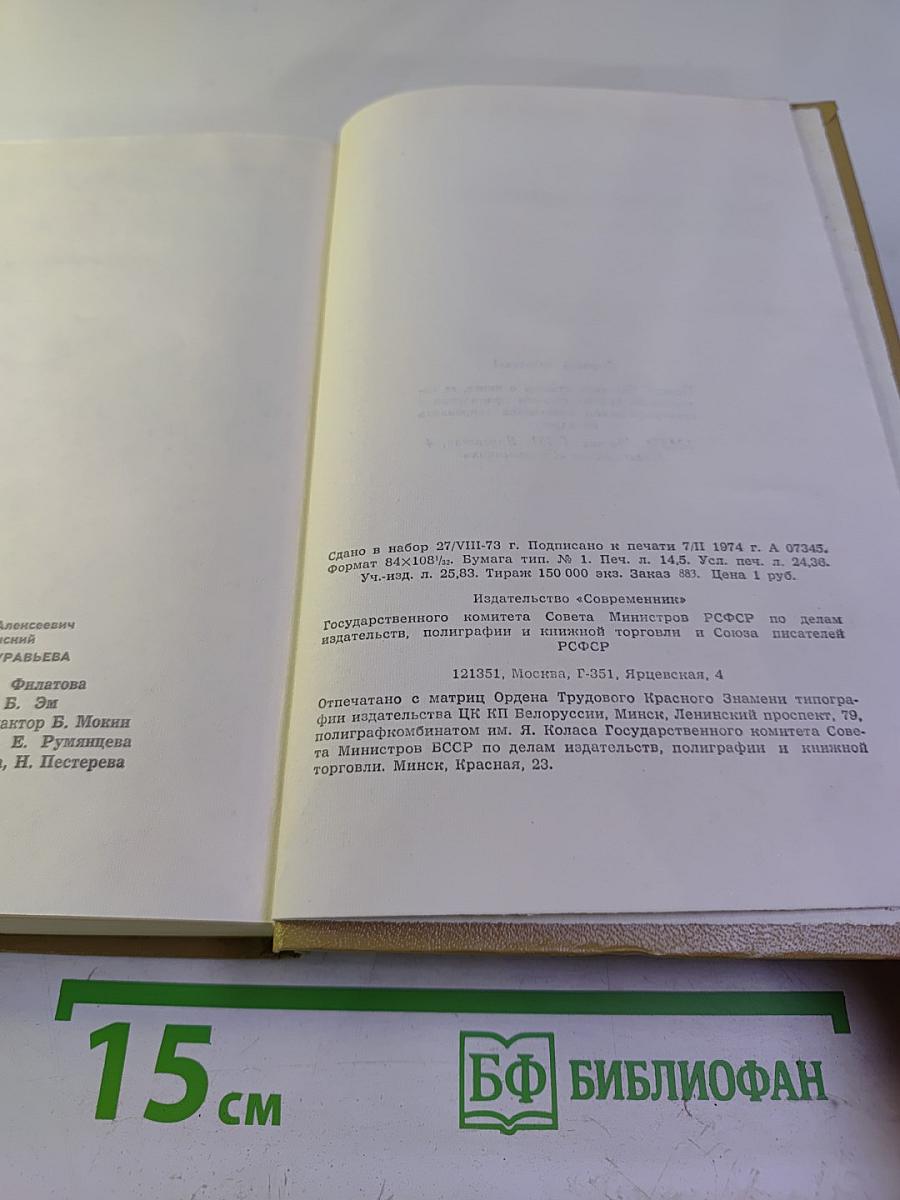 Алексеевич
Филатова
Б. Эм
Б. Мокин
Е. Румянцева
Н. Пестерева
Сдано в набор 27/VIII-73 г. Подписано к печати 7/II 1974 г. А 07345.
Формат 84×108¹/₃₂. Бумага тип. № 1. Печ. л. 14,5. Усл. печ. л. 24,36.
Уч.-изд. л. 25,83. Тираж 150 000 экз. Заказ 883. Цена 1 руб.
Издательство «Современник»
Государственного комитета Совета Министров РСФСР по делам
издательств, полиграфии и книжной торговли и Союза писателей
РСФСР
121351, Москва, Г-351, Ярцевская, 4
Отпечатано с матриц Ордена Трудового Красного Знамени типогра-
фии издательства ЦК КП Белоруссии, Минск, Ленинский проспект, 79,
полиграфкомбинатом им. Я. Коласа Государственного комитета Сове-
та Министров БССР по делам издательств, полиграфии и книжной
торговли. Минск, Красная, 23.
15 см
БФ БИБЛИОФАН